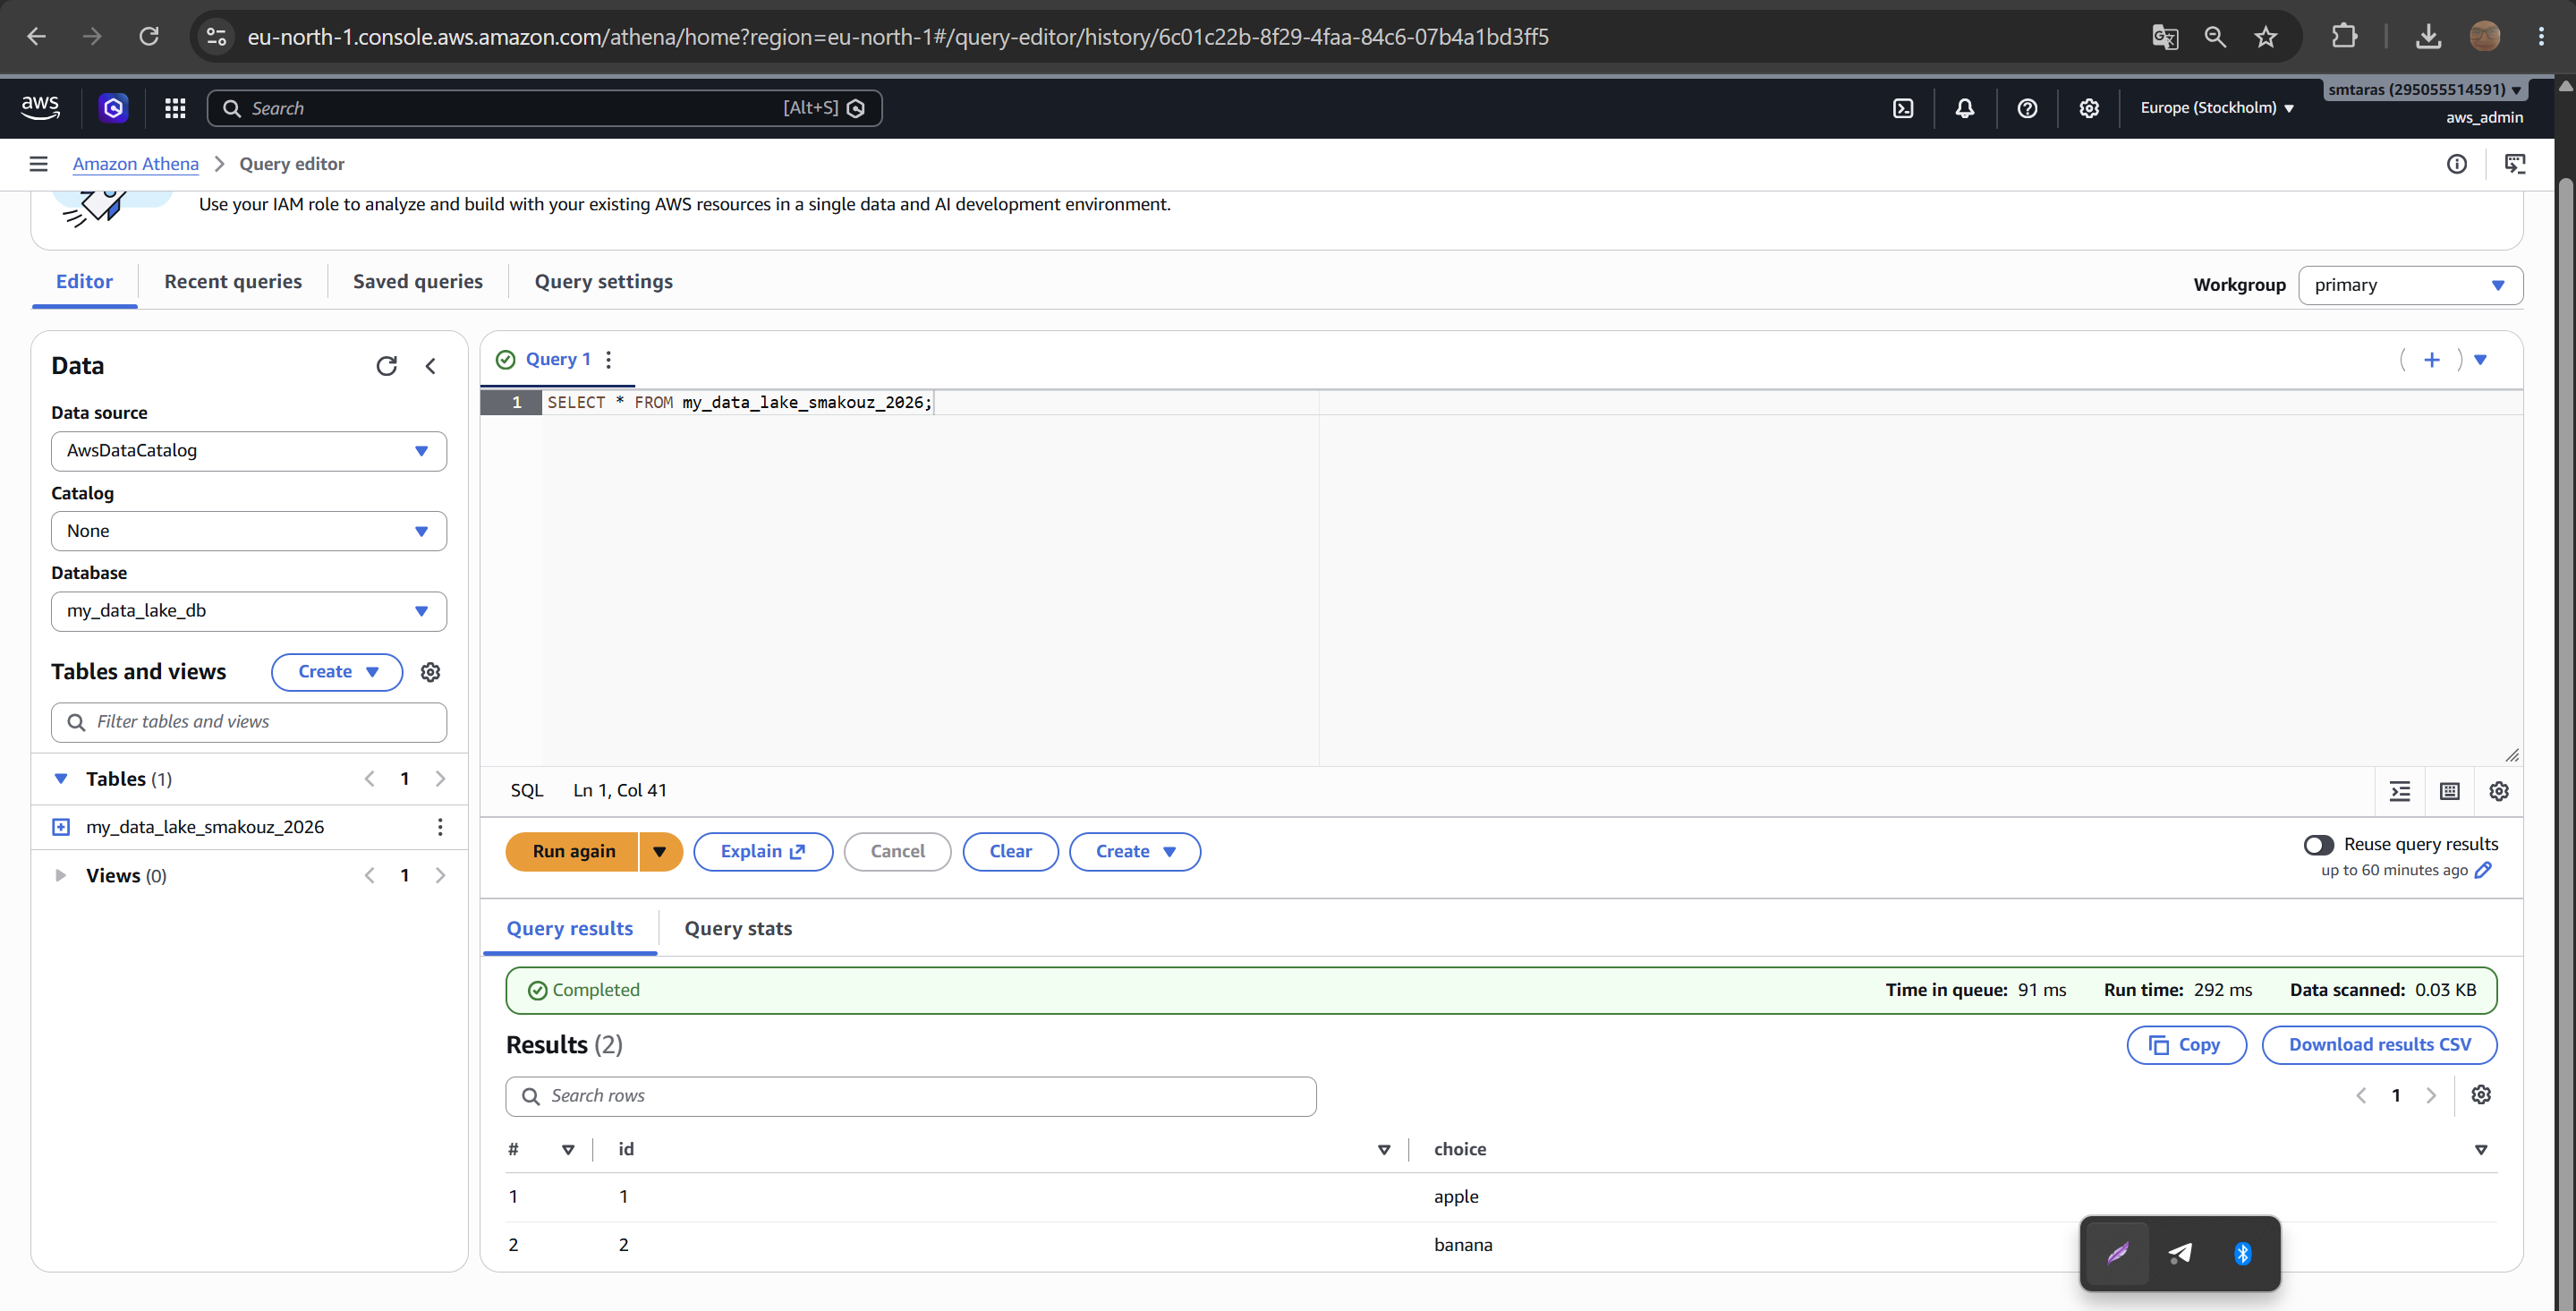 eu-north-1.console.aws.amazon.com/athena/home?region=eu-north-1#/query-editor/history/6c01c22b-8f29-4faa-84c6-07b4a1bd3ff5
aws
Search
[Alt+S]
Europe (Stockholm)
smtaras (295055514591)
aws_admin
Amazon Athena > Query editor
Use your IAM role to analyze and build with your existing AWS resources in a single data and AI development environment.
Editor
Recent queries
Saved queries
Query settings
Workgroup
primary
Data
Data source
AwsDataCatalog
Catalog
None
Database
my_data_lake_db
Tables and views
Create
Filter tables and views
Tables (1)
1
my_data_lake_smakouz_2026
Views (0)
1
Query 1
1 SELECT * FROM my_data_lake_smakouz_2026;
SQL Ln 1, Col 41
Run again
Explain
Cancel
Clear
Create
Reuse query results
up to 60 minutes ago
Query results
Query stats
Completed
Time in queue: 91 ms
Run time: 292 ms
Data scanned: 0.03 KB
Results (2)
Copy
Download results CSV
Search rows
1
# id choice
1 1 apple
2 2 banana